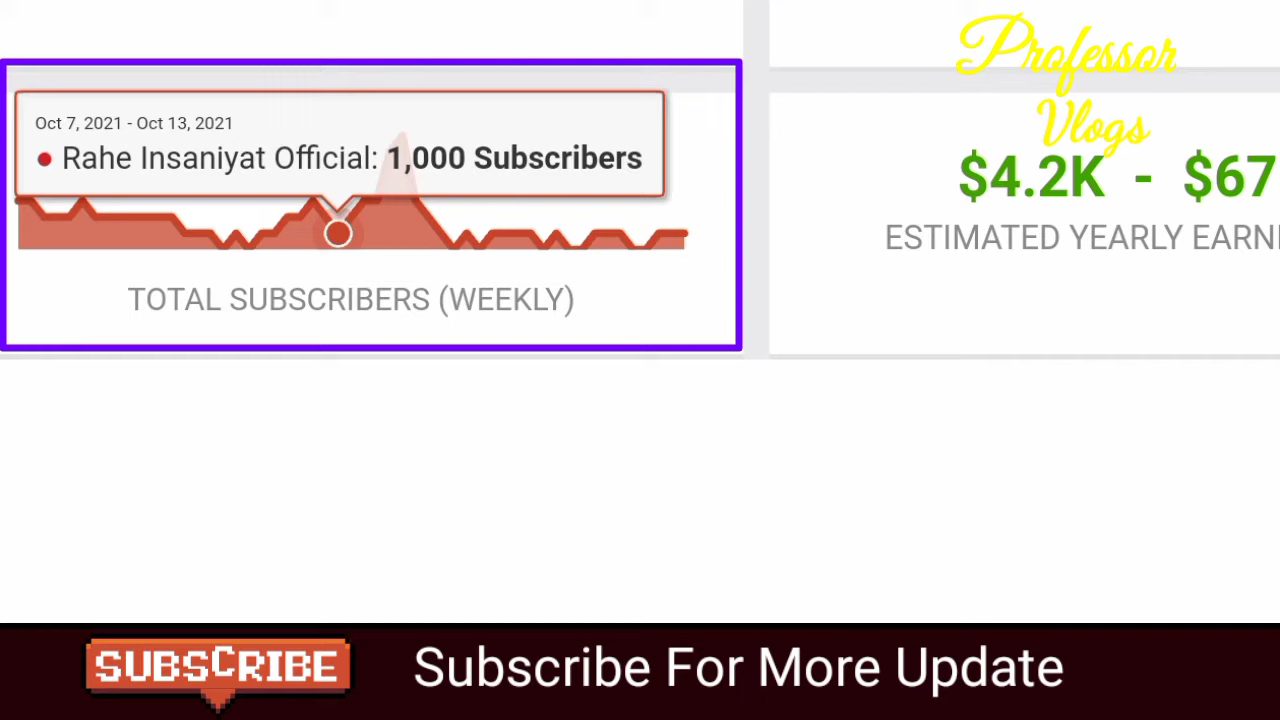 Professor
Vlogs
Oct 7, 2021 - Oct 13, 2021
Rahe Insaniyat Official: 1,000 Subscribers
TOTAL SUBSCRIBERS (WEEKLY)
$4.2K - $67
ESTIMATED YEARLY EARNI
SUBSCRIBE
Subscribe For More Update